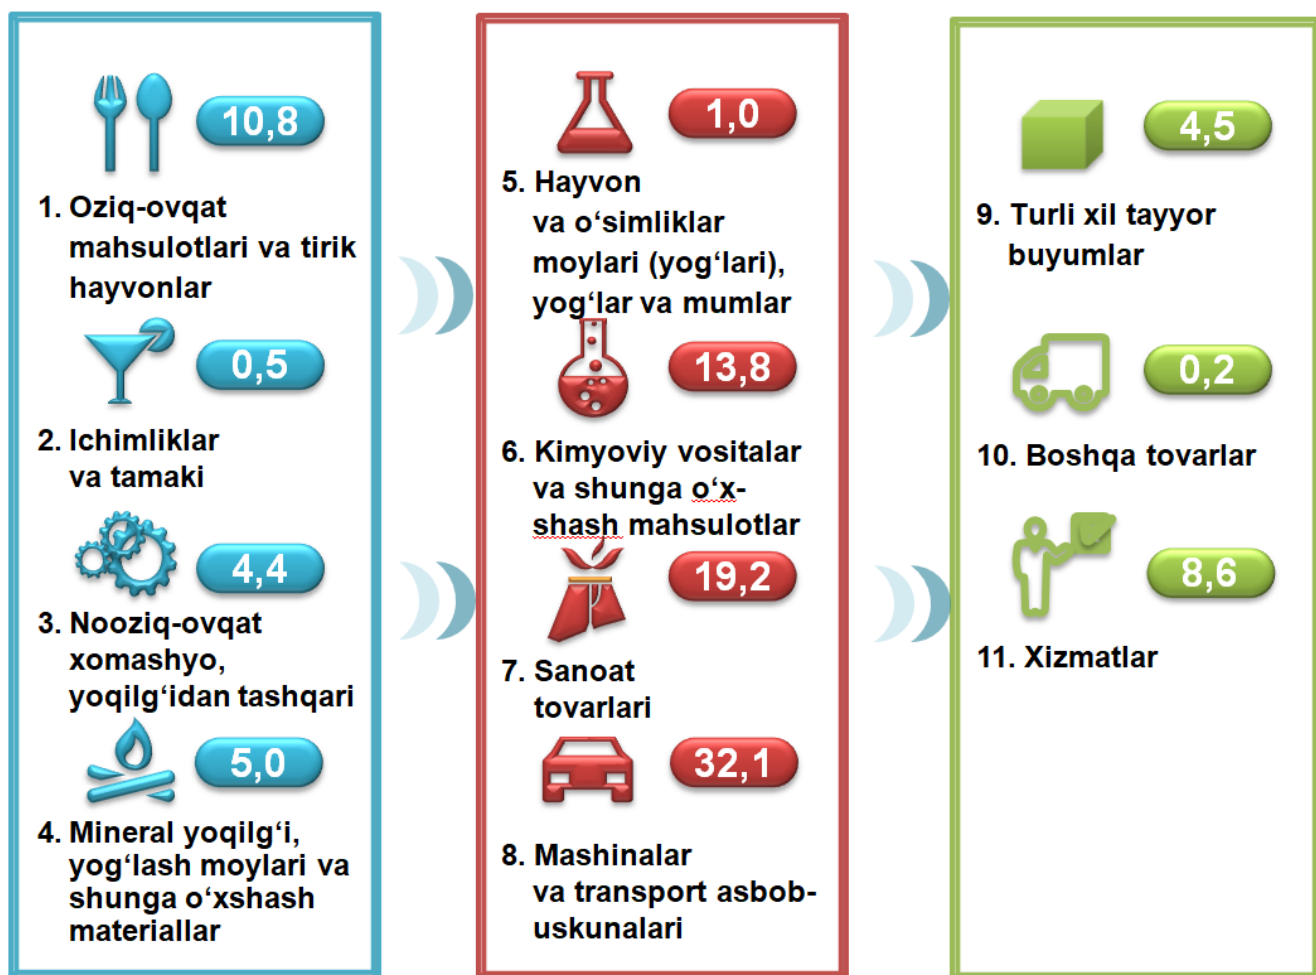 10,8
1. Oziq-ovqat
mahsulotlari va tirik
hayvonlar
0,5
2. Ichimliklar
va tamaki
4,4
3. Nooziq-ovqat
xomashyo,
yoqilg‘idan tashqari
5,0
4. Mineral yoqilg‘i,
yog‘lash moylari va
shunga o‘xshash
materiallar
1,0
5. Hayvon
va o‘simliklar
moylari (yog‘lari),
yog‘lar va mumlar
13,8
6. Kimyoviy vositalar
va shunga o‘x-
shash mahsulotlar
19,2
7. Sanoat
tovarlari
32,1
8. Mashinalar
va transport asbob-
uskunalari
4,5
9. Turli xil tayyor
buyumlar
0,2
10. Boshqa tovarlar
8,6
11. Xizmatlar